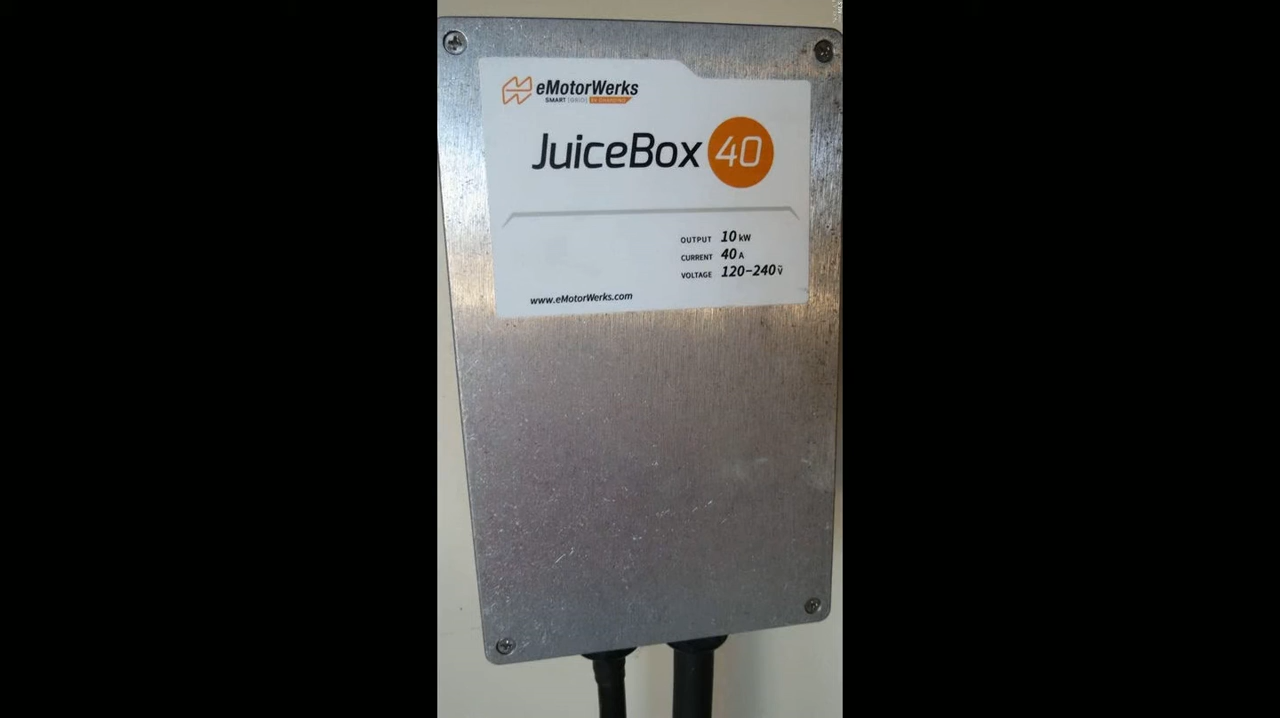 eMotorWerks
SMART [GRID]
JuiceBox 40
OUTPUT 10 kW
CURRENT 40 A
VOLTAGE 120-240 V
www.eMotorWerks.com